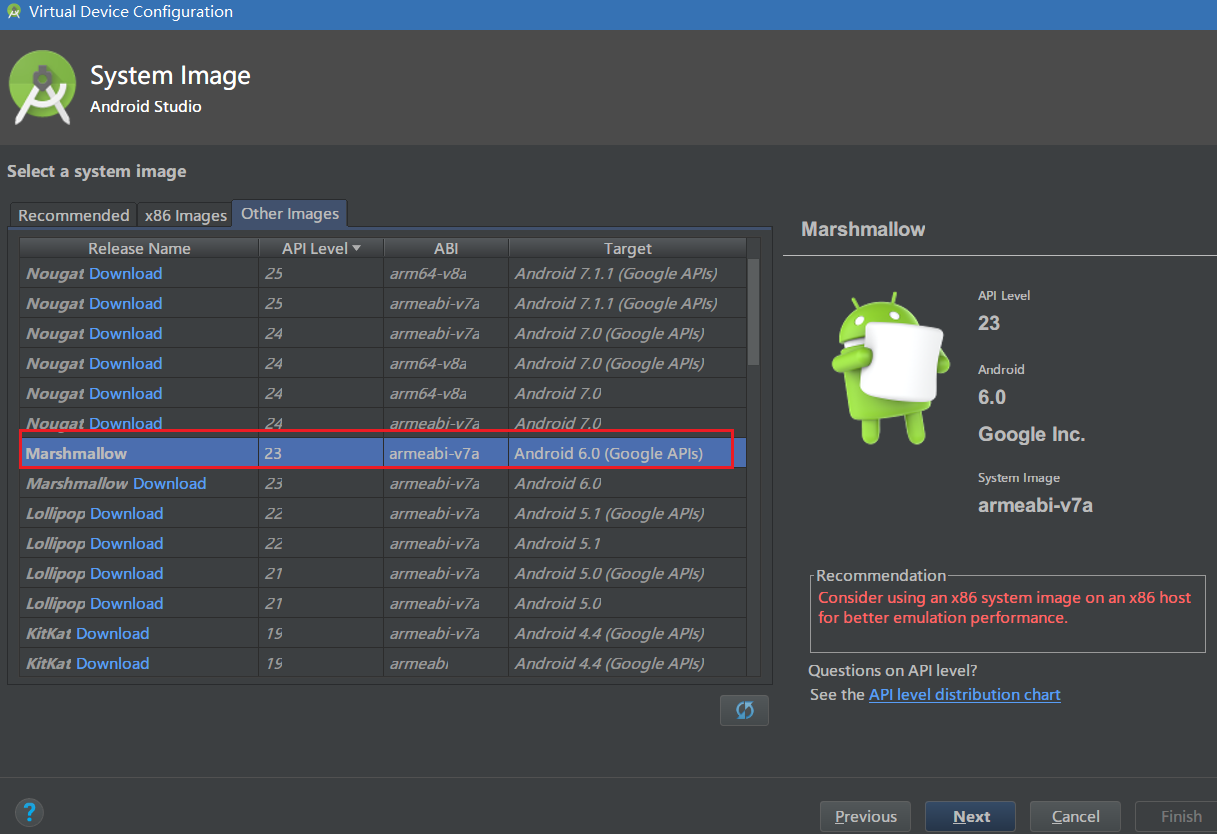 Virtual Device Configuration
System Image
Android Studio
Select a system image
Recommended x86 Images Other Images
Release Name API Level ABI Target
Nougat Download 25 arm64-v8a Android 7.1.1 (Google APIs)
Nougat Download 25 armeabi-v7a Android 7.1.1 (Google APIs)
Nougat Download 24 armeabi-v7a Android 7.0 (Google APIs)
Nougat Download 24 arm64-v8a Android 7.0 (Google APIs)
Nougat Download 24 arm64-v8a Android 7.0
Nougat Download 24 armeabi-v7a Android 7.0
Marshmallow 23 armeabi-v7a Android 6.0 (Google APIs)
Marshmallow Download 23 armeabi-v7a Android 6.0
Lollipop Download 22 armeabi-v7a Android 5.1 (Google APIs)
Lollipop Download 22 armeabi-v7a Android 5.1
Lollipop Download 21 armeabi-v7a Android 5.0 (Google APIs)
Lollipop Download 21 armeabi-v7a Android 5.0
KitKat Download 19 armeabi-v7a Android 4.4 (Google APIs)
KitKat Download 19 armeabi Android 4.4 (Google APIs)
Marshmallow
API Level
23
Android
6.0
Google Inc.
System Image
armeabi-v7a
Recommendation
Consider using an x86 system image on an x86 host
for better emulation performance.
Questions on API level?
See the API level distribution chart
?
Previous Next Cancel Finish